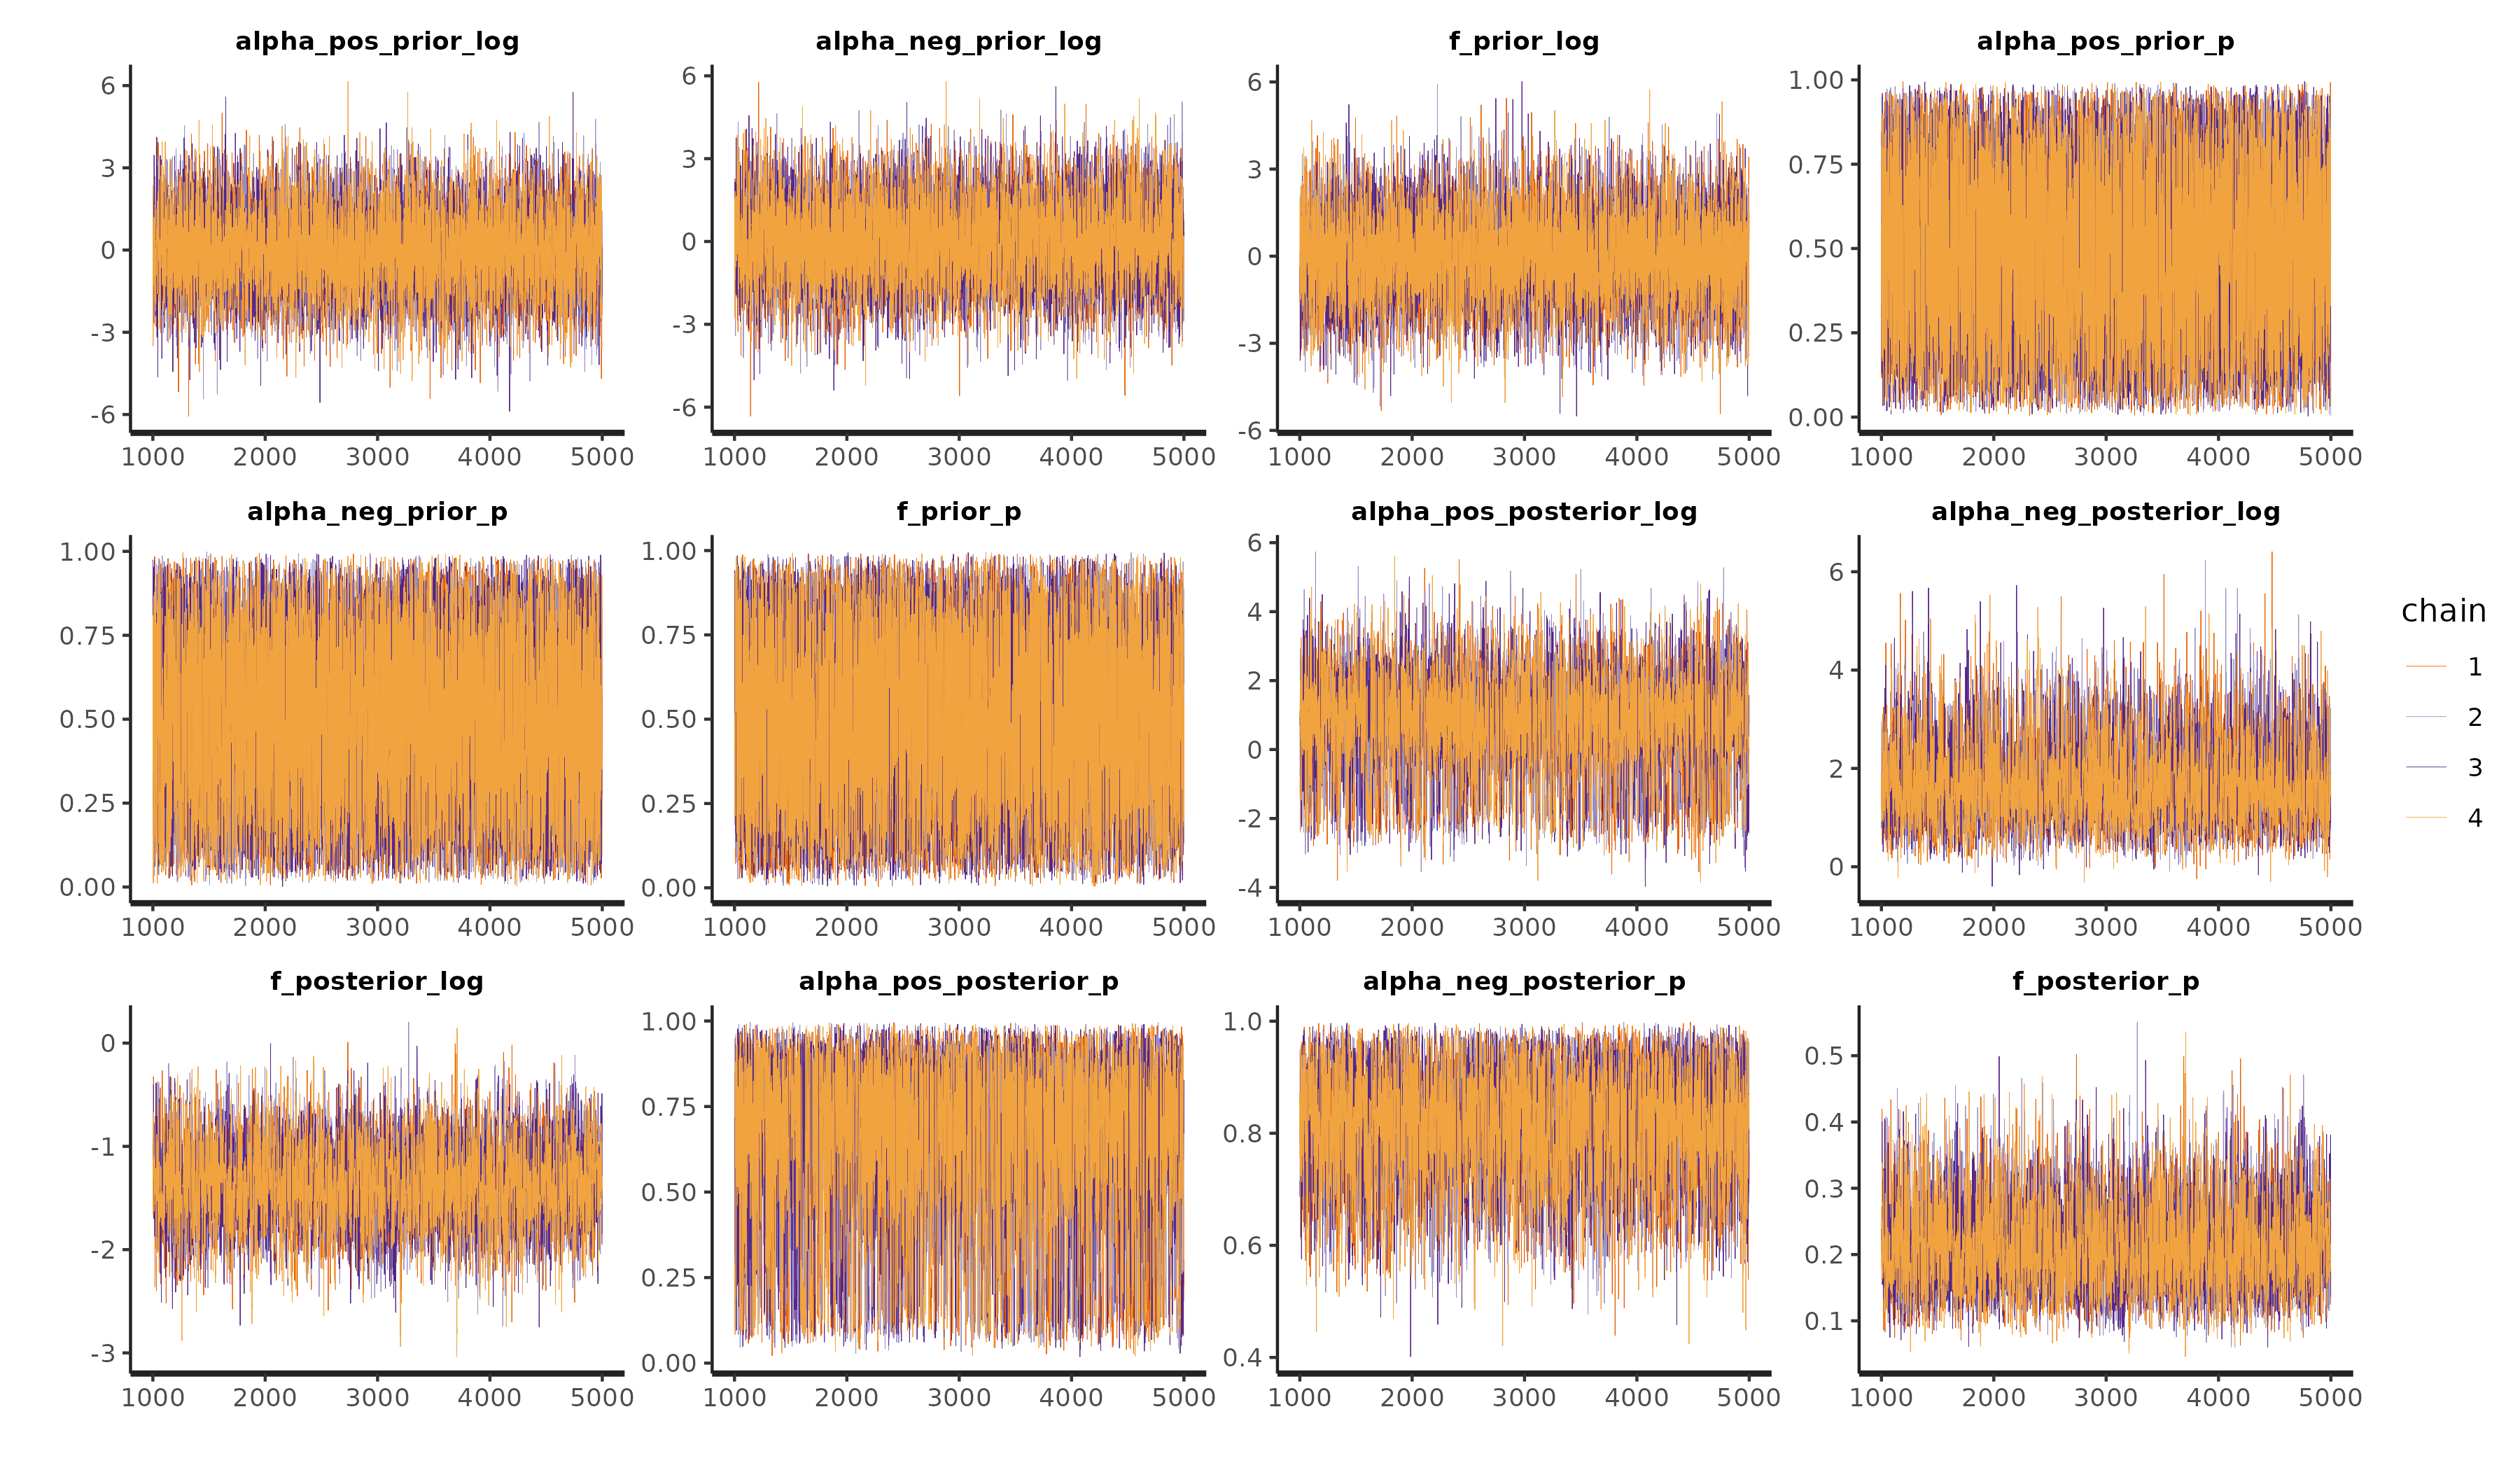 alpha_pos_prior_log
6
3
0
-3
-6
1000 2000 3000 4000 5000
alpha_neg_prior_log
6
3
0
-3
-6
1000 2000 3000 4000 5000
f_prior_log
6
3
0
-3
-6
1000 2000 3000 4000 5000
alpha_pos_prior_p
1.00
0.75
0.50
0.25
0.00
1000 2000 3000 4000 5000
alpha_neg_prior_p
1.00
0.75
0.50
0.25
0.00
1000 2000 3000 4000 5000
f_prior_p
1.00
0.75
0.50
0.25
0.00
1000 2000 3000 4000 5000
alpha_pos_posterior_log
6
4
2
0
-2
-4
1000 2000 3000 4000 5000
alpha_neg_posterior_log
6
4
2
0
1000 2000 3000 4000 5000
chain
1
2
3
4
f_posterior_log
0
-1
-2
-3
1000 2000 3000 4000 5000
alpha_pos_posterior_p
1.00
0.75
0.50
0.25
0.00
1000 2000 3000 4000 5000
alpha_neg_posterior_p
1.0
0.8
0.6
0.4
1000 2000 3000 4000 5000
f_posterior_p
0.5
0.4
0.3
0.2
0.1
1000 2000 3000 4000 5000